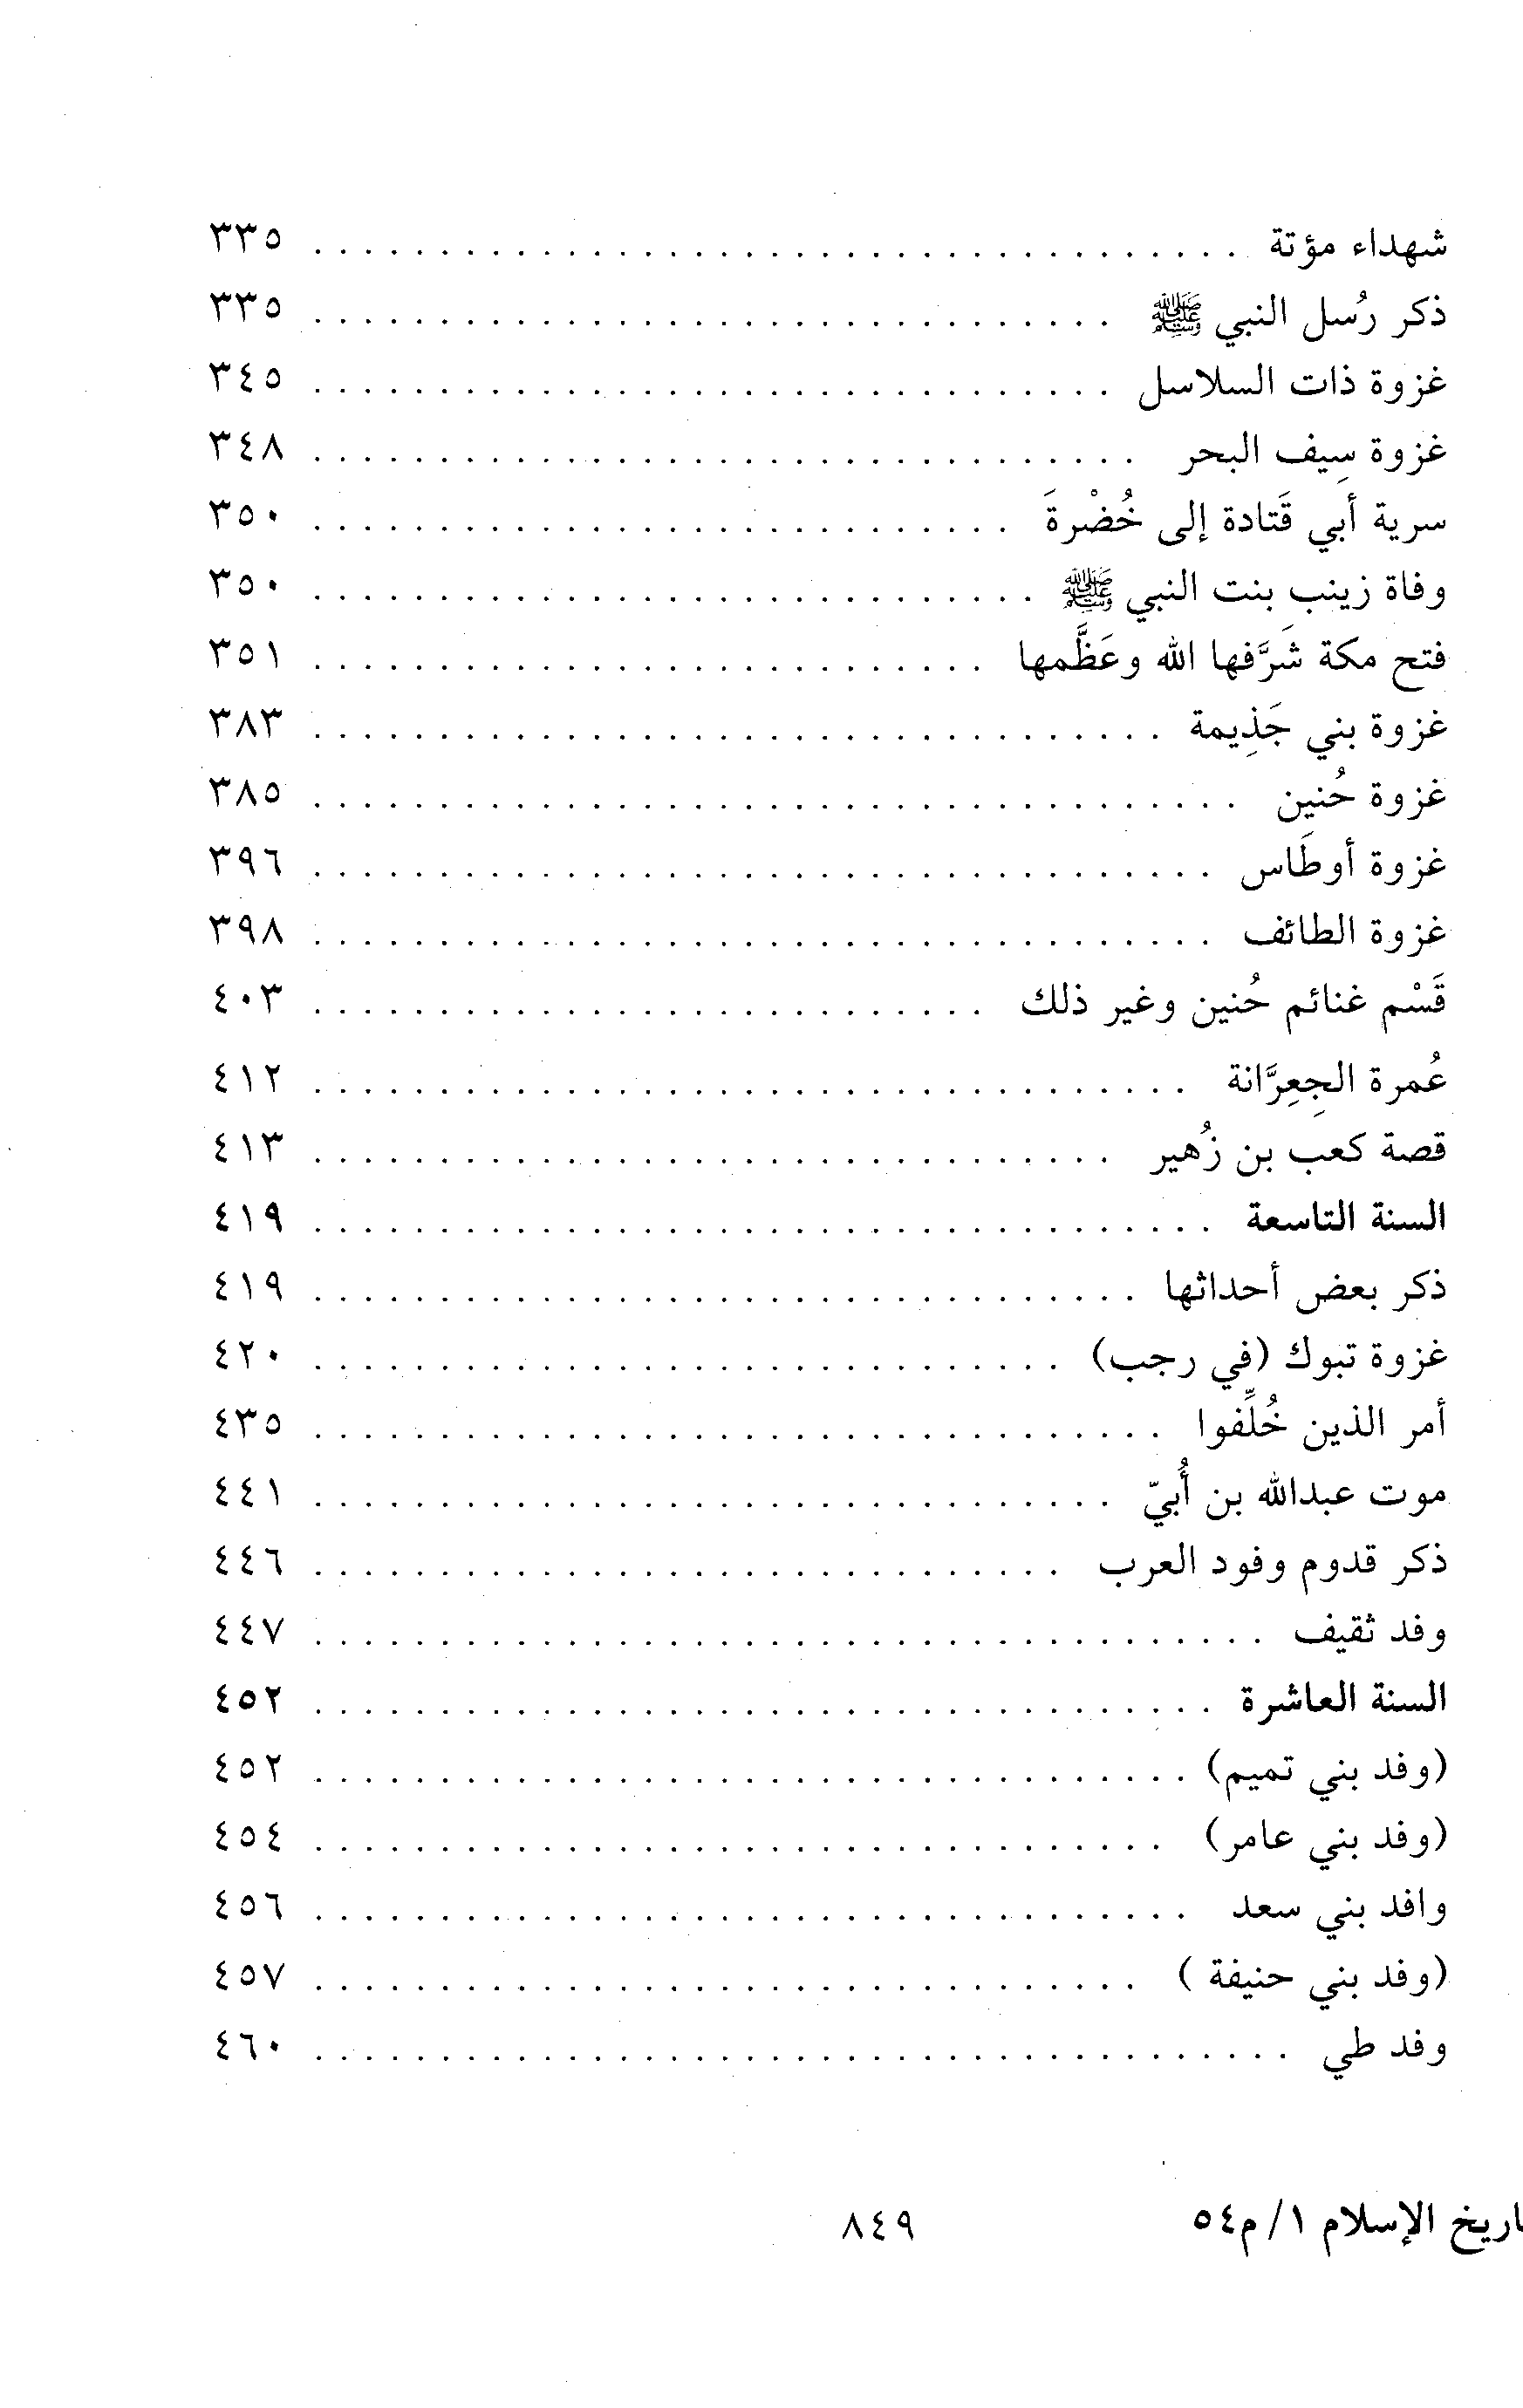 شهداء مؤتة . . . . . . . . . . . . . . . . . . . . ٣٣٥
ذكر رُسل النبي ﷺ . . . . . . . . . . . . . . . . . . . . ٣٣٥
غزوة ذات السلاسل . . . . . . . . . . . . . . . . . . . . ٣٤٥
غزوة سِيف البحر . . . . . . . . . . . . . . . . . . . . ٣٤٨
سرية أبي قَتادة إلى خُضْرةَ . . . . . . . . . . . . . . . . . . . . ٣٥٠
وفاة زينب بنت النبي ﷺ . . . . . . . . . . . . . . . . . . . . ٣٥٠
فتح مكة شَرَّفها الله وعَظَّمها . . . . . . . . . . . . . . . . . . . . ٣٥١
غزوة بني جَذِيمة . . . . . . . . . . . . . . . . . . . . ٣٨٣
غزوة حُنين . . . . . . . . . . . . . . . . . . . . ٣٨٥
غزوة أوطَاس . . . . . . . . . . . . . . . . . . . . ٣٩٦
غزوة الطائف . . . . . . . . . . . . . . . . . . . . ٣٩٨
قَسْم غنائم حُنين وغير ذلك . . . . . . . . . . . . . . . . . . . . ٤٠٣
عُمرة الجِعِرَّانة . . . . . . . . . . . . . . . . . . . . ٤١٢
قصة كعب بن زُهير . . . . . . . . . . . . . . . . . . . . ٤١٣
السنة التاسعة . . . . . . . . . . . . . . . . . . . . ٤١٩
ذكر بعض أحداثها . . . . . . . . . . . . . . . . . . . . ٤١٩
غزوة تبوك (في رجب) . . . . . . . . . . . . . . . . . . . . ٤٢٠
أمر الذين خُلِّفوا . . . . . . . . . . . . . . . . . . . . ٤٣٥
موت عبدالله بن أُبيّ . . . . . . . . . . . . . . . . . . . . ٤٤١
ذكر قدوم وفود العرب . . . . . . . . . . . . . . . . . . . . ٤٤٦
وفد ثقيف . . . . . . . . . . . . . . . . . . . . ٤٤٧
السنة العاشرة . . . . . . . . . . . . . . . . . . . . ٤٥٢
(وفد بني تميم) . . . . . . . . . . . . . . . . . . . . ٤٥٢
(وفد بني عامر) . . . . . . . . . . . . . . . . . . . . ٤٥٤
وافد بني سعد . . . . . . . . . . . . . . . . . . . . ٤٥٦
(وفد بني حنيفة ) . . . . . . . . . . . . . . . . . . . . ٤٥٧
وفد طي . . . . . . . . . . . . . . . . . . . . ٤٦٠
اريخ الإسلام ١/ م٥٤ ٨٤٩